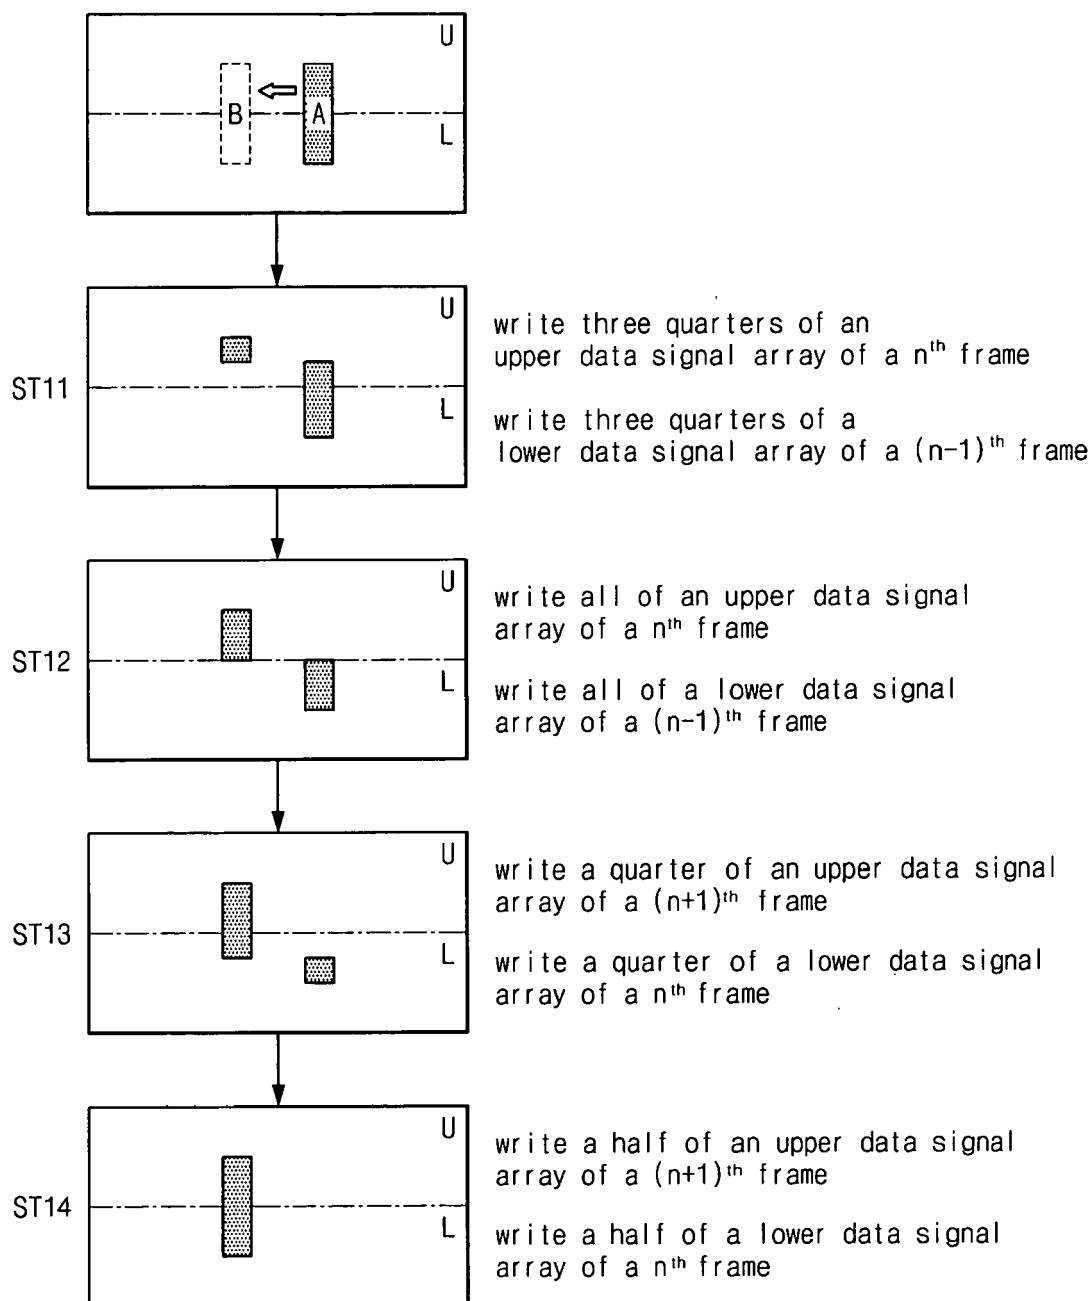 U
B
A
L
ST11
U
L
write three quarters of an
upper data signal array of a nth frame
write three quarters of a
lower data signal array of a (n-1)th frame
ST12
U
L
write all of an upper data signal
array of a nth frame
write all of a lower data signal
array of a (n-1)th frame
ST13
U
L
write a quarter of an upper data signal
array of a (n+1)th frame
write a quarter of a lower data signal
array of a nth frame
ST14
U
L
write a half of an upper data signal
array of a (n+1)th frame
write a half of a lower data signal
array of a nth frame